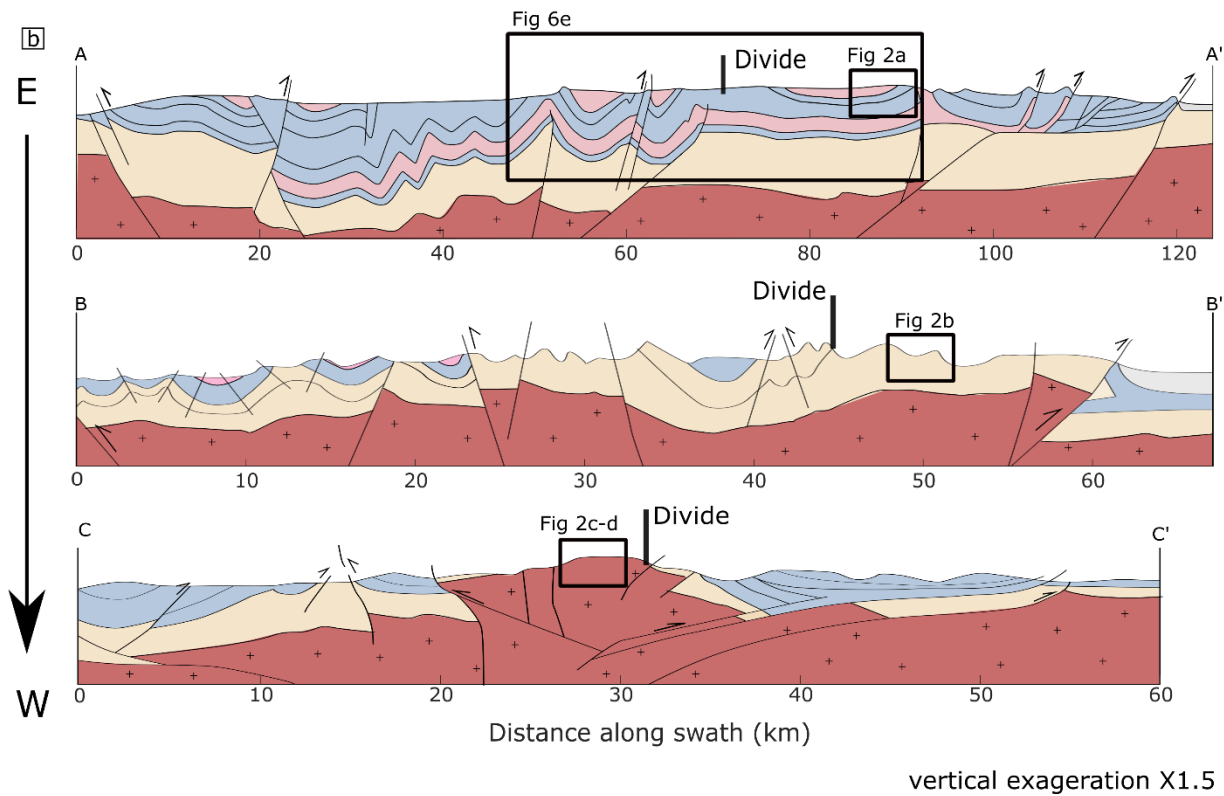 b
E
W
Fig 6e
A
Divide
Fig 2a
A'
0 20 40 60 80 100 120
B
Divide
Fig 2b
B'
0 10 20 30 40 50 60
C
Fig 2c-d
Divide
C'
0 10 20 30 40 50 60
Distance along swath (km)
vertical exageration X1.5